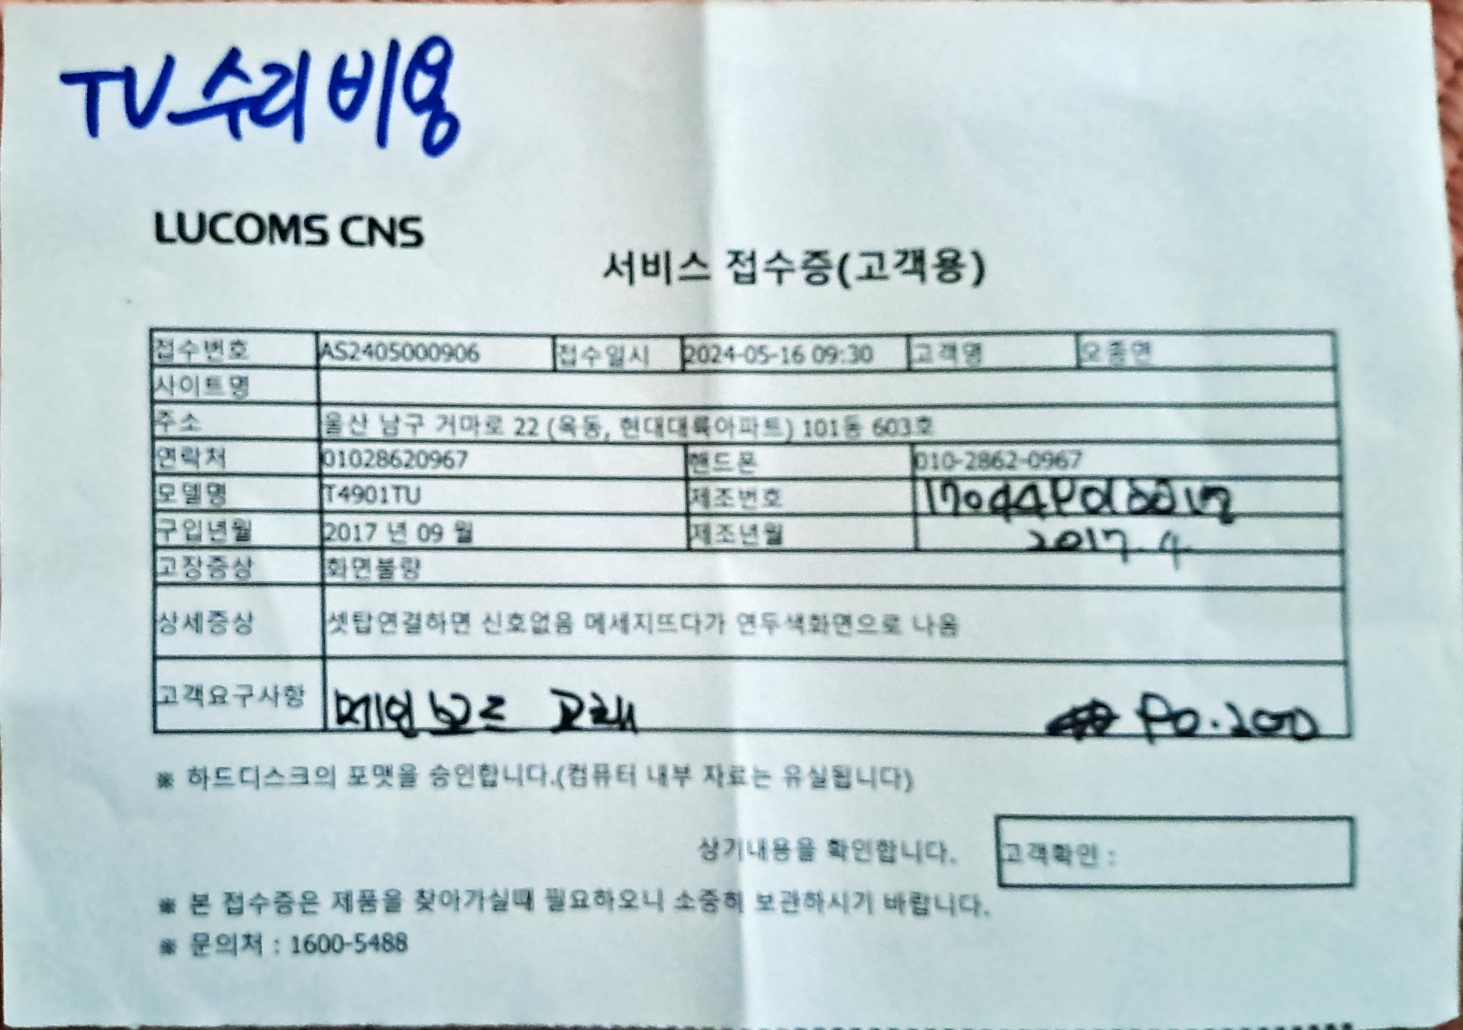 TV 수리비용
LUCOMS CNS
서비스 접수증(고객용)
접수번호 AS2405000906 접수일시 2024-05-16 09:30 고객명 오종연
사이트명
주소 울산 남구 거마로 22 (옥동, 현대대륙아파트) 101동 603호
연락처 01028620967 핸드폰 010-2862-0967
모델명 T4901TU 제조번호
구입년월 2017 년 09 월 제조년월 2017. 4
고장증상 화면불량
상세증상 셋탑연결하면 신호없음 메세지뜨다가 연두색화면으로 나옴
고객요구사항 메인보드 교체
※ 하드디스크의 포맷을 승인합니다.(컴퓨터 내부 자료는 유실됩니다)
상기내용을 확인합니다. 고객확인 :
※ 본 접수증은 제품을 찾아가실때 필요하오니 소중히 보관하시기 바랍니다.
※ 문의처 : 1600-5488